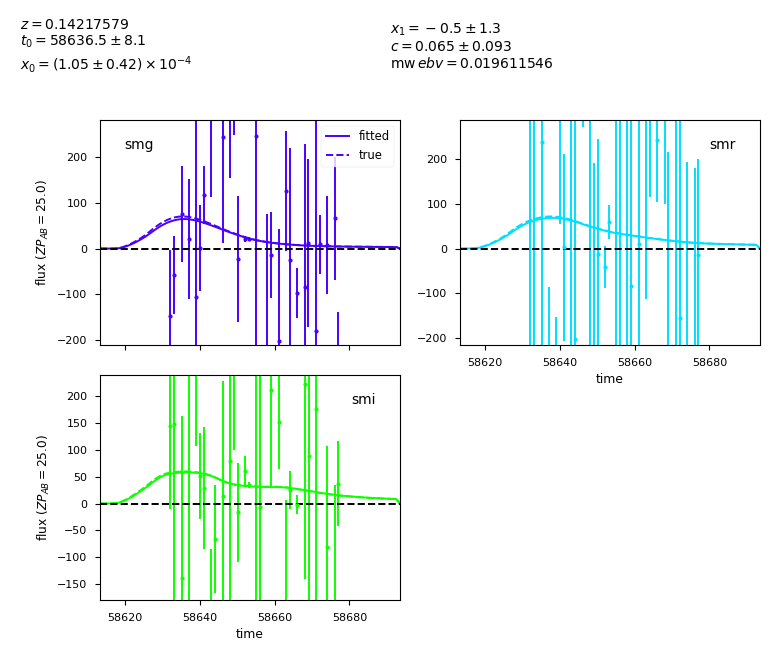 z = 0.14217579
t₀ = 58636.5 ± 8.1
x₀ = (1.05 ± 0.42) × 10⁻⁴
x₁ = −0.5 ± 1.3
c = 0.065 ± 0.093
mwebv = 0.019611546
smg
fitted
true
200
100
0
−100
−200
flux (ZP_AB = 25.0)
smr
200
100
0
−100
−200
58620 58640 58660 58680
time
smi
200
150
100
50
0
−50
−100
−150
flux (ZP_AB = 25.0)
58620 58640 58660 58680
time